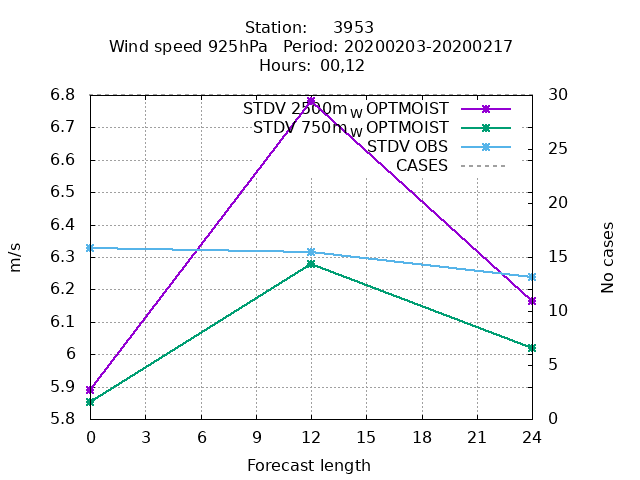 Station: 3953
Wind speed 925hPa Period: 20200203-20200217
Hours: 00,12
STDV 2500m_W OPTMOIST
STDV 750m_W OPTMOIST
STDV OBS
CASES
6.8
6.7
6.6
6.5
6.4
6.3
6.2
6.1
6
5.9
5.8
30
25
20
15
10
5
0
m/s
No cases
0 3 6 9 12 15 18 21 24
Forecast length